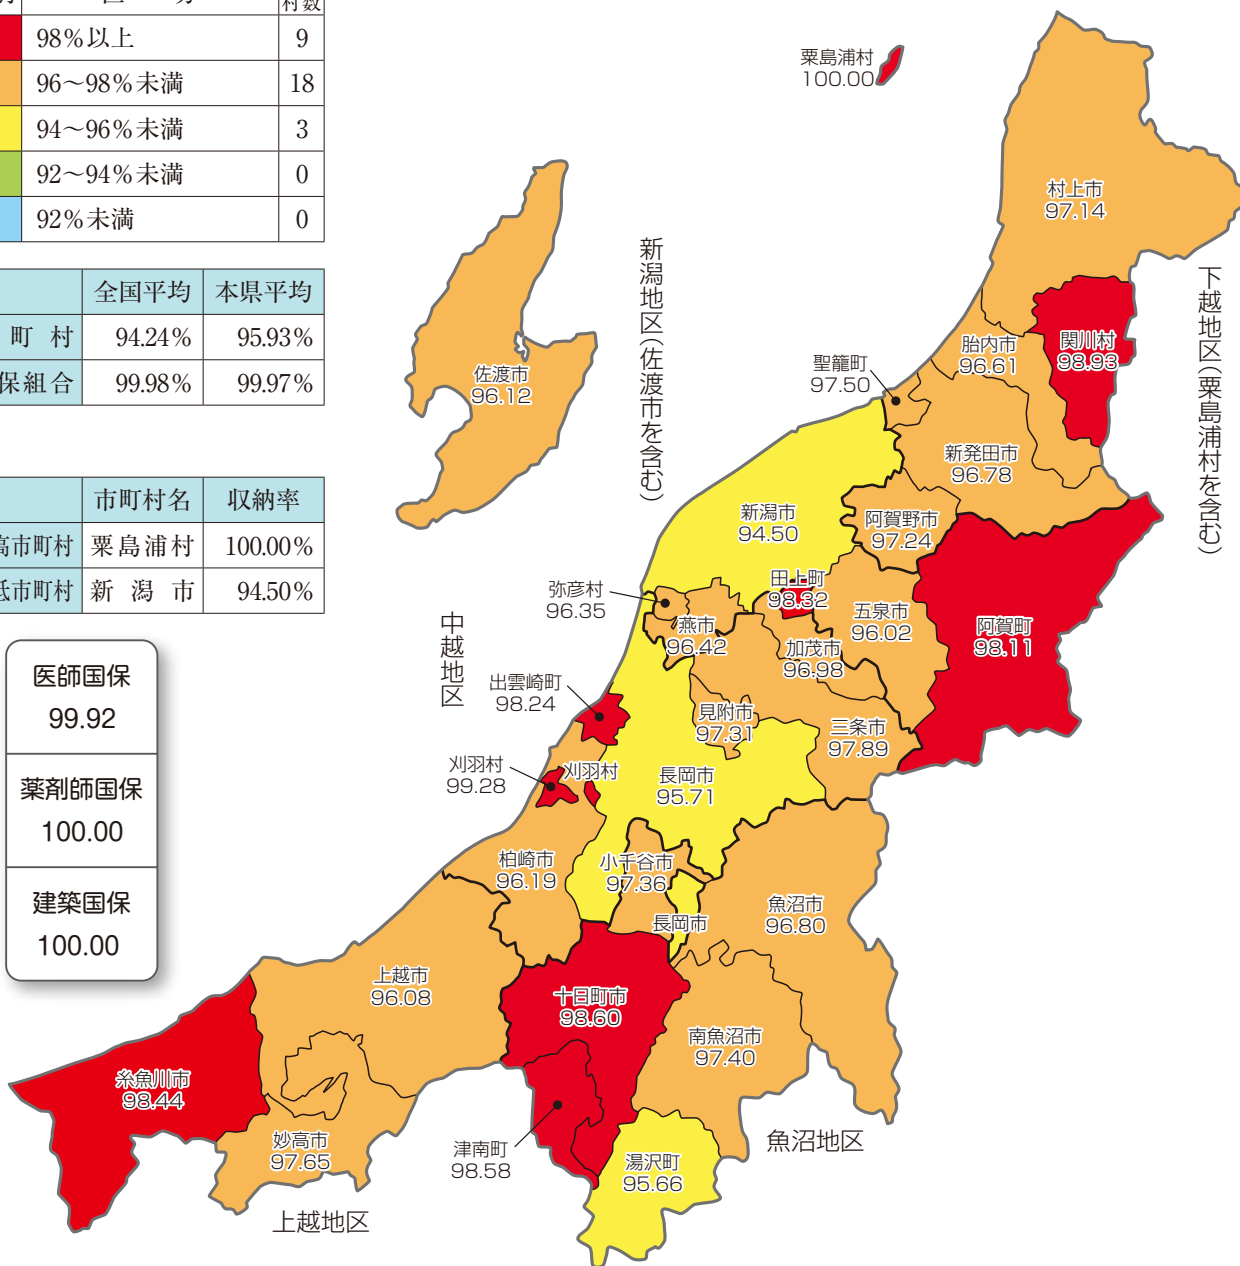 区分
村数
98%以上 9
96～98%未満 18
94～96%未満 3
92～94%未満 0
92%未満 0
全国平均 本県平均
町村 94.24% 95.93%
保組合 99.98% 99.97%
市町村名 収納率
高市町村 粟島浦村 100.00%
低市町村 新潟市 94.50%
医師国保
99.92
薬剤師国保
100.00
建築国保
100.00
粟島浦村
100.00
村上市
97.14
新潟地区(佐渡市を含む)
下越地区(粟島浦村を含む)
関川村
98.93
胎内市
96.61
聖籠町
97.50
佐渡市
96.12
新発田市
96.78
新潟市
94.50
阿賀野市
97.24
田上町
98.32
弥彦村
96.35
燕市
96.42
五泉市
96.02
阿賀町
98.11
加茂市
96.98
中越地区
出雲崎町
98.24
見附市
97.31
三条市
97.89
刈羽村
99.28
刈羽村
長岡市
95.71
柏崎市
96.19
小千谷市
97.36
長岡市
魚沼市
96.80
上越市
96.08
十日町市
98.60
南魚沼市
97.40
糸魚川市
98.44
妙高市
97.65
津南町
98.58
湯沢町
95.66
魚沼地区
上越地区